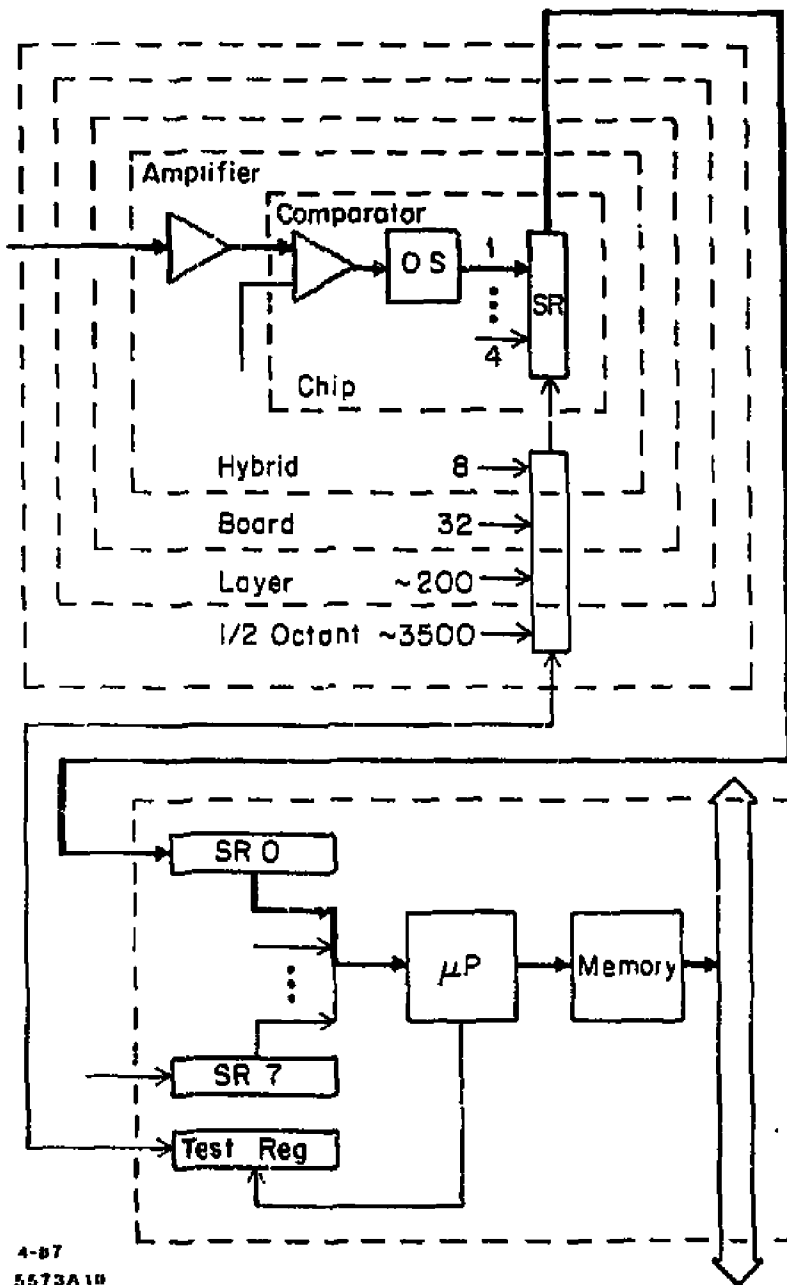 Amplifier
Comparator
OS
1
SR
4
Chip
Hybrid 8
Board 32
Layer ~200
1/2 Octant ~3500
SR 0
μP
Memory
SR 7
Test Reg
4-87
5573A10